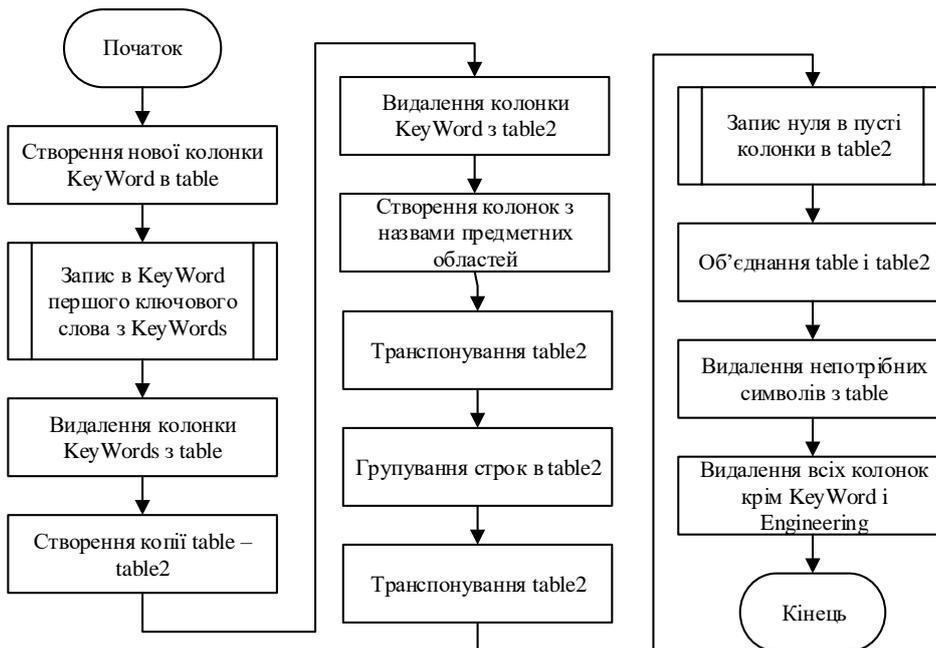 Початок
Створення нової колонки
KeyWord в table
Запис в KeyWord
першого ключового
слова з KeyWords
Видалення колонки
KeyWords з table
Створення копії table –
table2
Видалення колонки
KeyWord з table2
Створення колонок з
назвами предметних
областей
Транспонування table2
Групування строк в table2
Транспонування table2
Запис нуля в пусті
колонки в table2
Об’єднання table і table2
Видалення непотрібних
символів з table
Видалення всіх колонок
крім KeyWord і
Engineering
Кінець